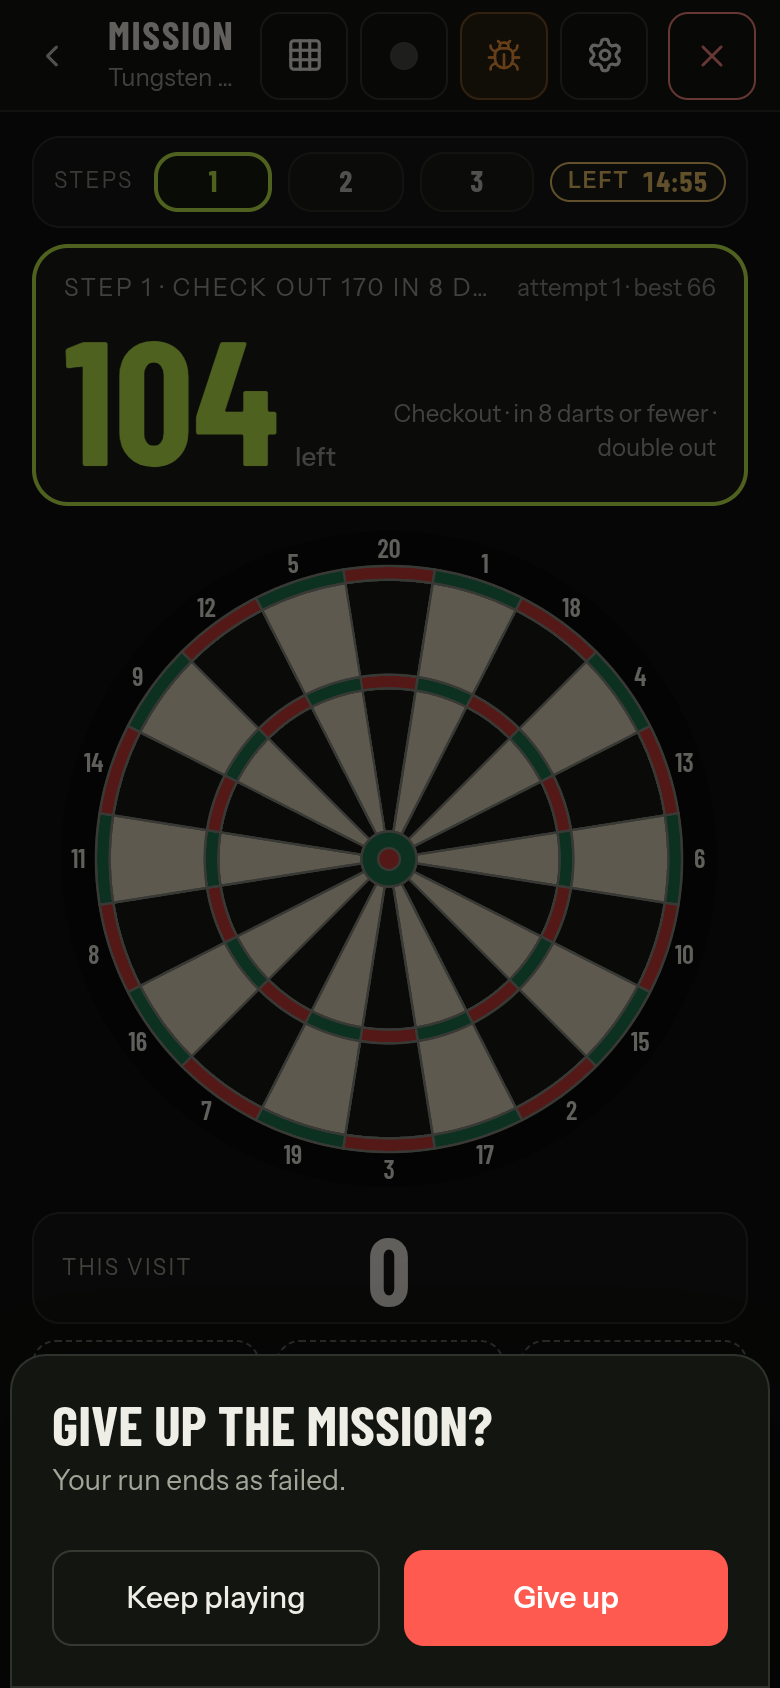 MISSION
Tungsten ...
STEPS 1 2 3 LEFT 14:55
STEP 1 · CHECK OUT 170 IN 8 D... attempt 1 · best 66
104 left
Checkout · in 8 darts or fewer ·
double out
20
5 1
12 18
9 4
14 13
11 6
8 10
16 15
7 2
19 17
3
THIS VISIT 0
GIVE UP THE MISSION?
Your run ends as failed.
Keep playing Give up